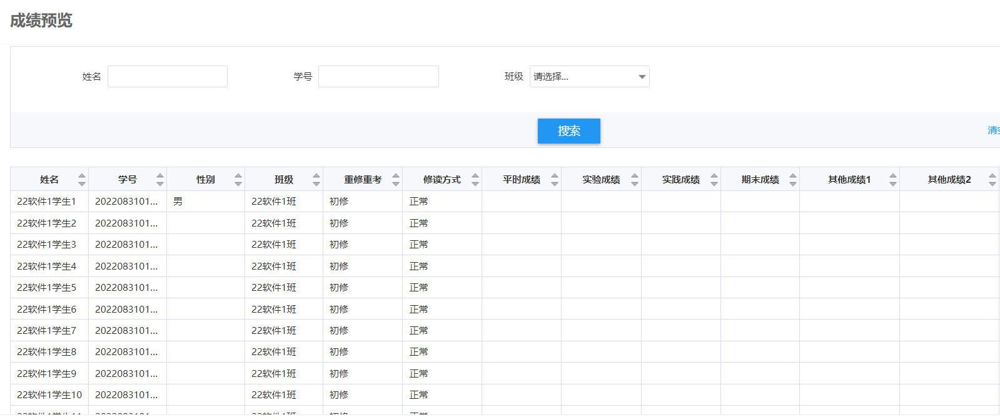 成绩预览
姓名 学号 班级 请选择...
搜索
姓名 学号 性别 班级 重修重考 修读方式 平时成绩 实验成绩 实践成绩 期末成绩 其他成绩1 其他成绩2
22软件1学生1 2022083101... 男 22软件1班 初修 正常
22软件1学生2 2022083101... 22软件1班 初修 正常
22软件1学生3 2022083101... 22软件1班 初修 正常
22软件1学生4 2022083101... 22软件1班 初修 正常
22软件1学生5 2022083101... 22软件1班 初修 正常
22软件1学生6 2022083101... 22软件1班 初修 正常
22软件1学生7 2022083101... 22软件1班 初修 正常
22软件1学生8 2022083101... 22软件1班 初修 正常
22软件1学生9 2022083101... 22软件1班 初修 正常
22软件1学生10 2022083101... 22软件1班 初修 正常